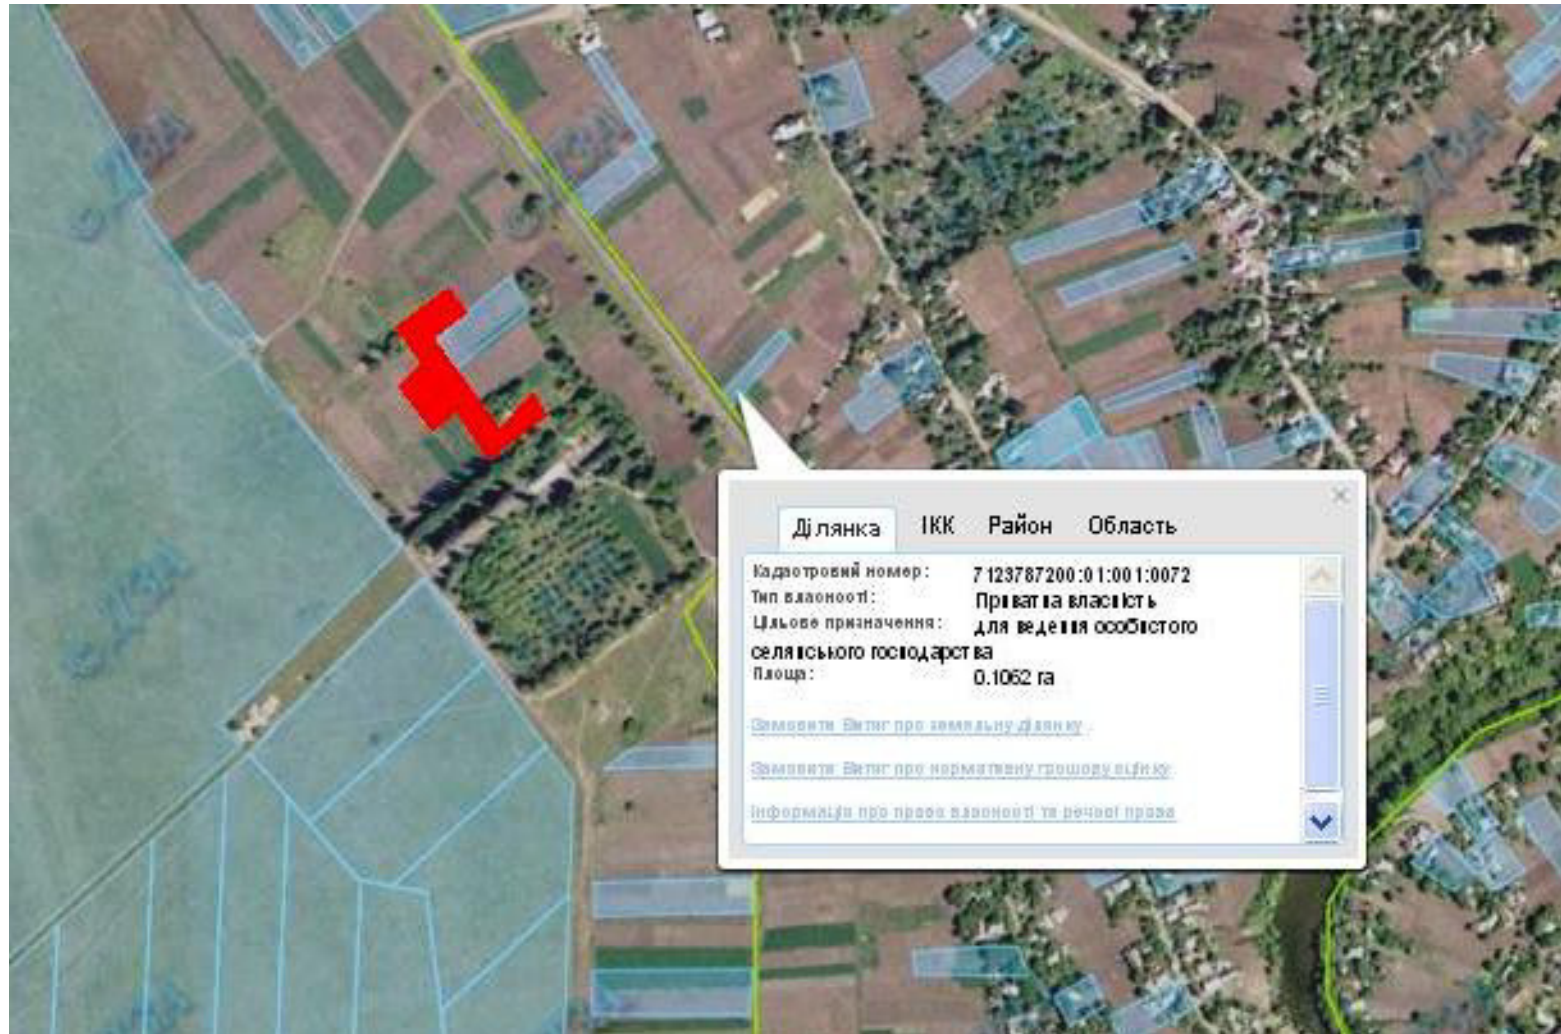 Ділянка ІКК Район Область
Кадастровий номер: 7123787200:01:001:0072
Тип власності: Приватна власність
Цільове призначення: для ведення особистого
селянського господарства
Площа: 0.1062 га
Замовити Витяг про земельну ділянку
Замовити Витяг про нормативну грошову оцінку
Інформація про право власності та речові права